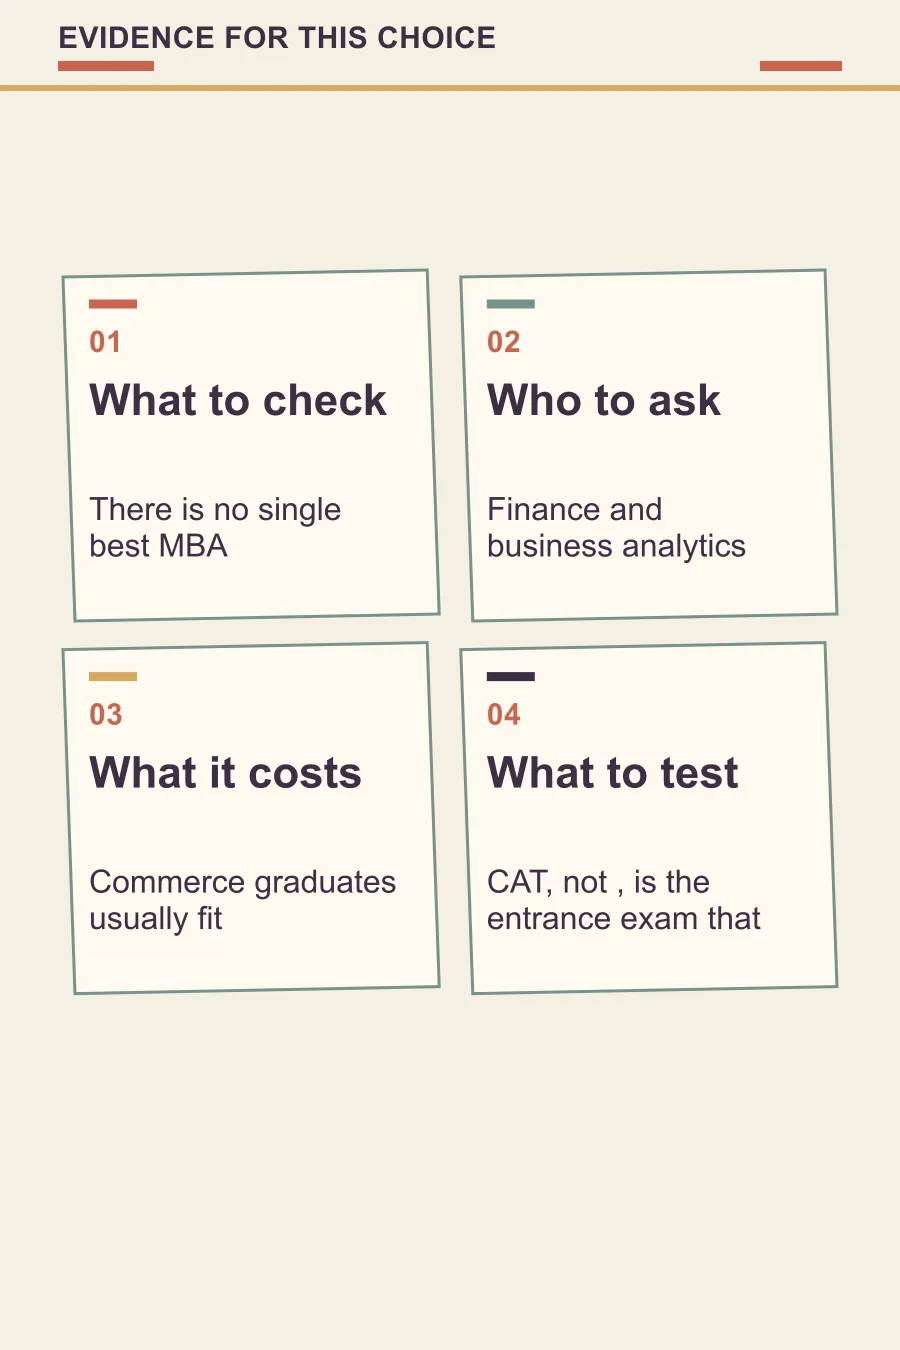 EVIDENCE FOR THIS CHOICE
01
What to check
There is no single
best MBA
02
Who to ask
Finance and
business analytics
03
What it costs
Commerce graduates
usually fit
04
What to test
CAT, not , is the
entrance exam that